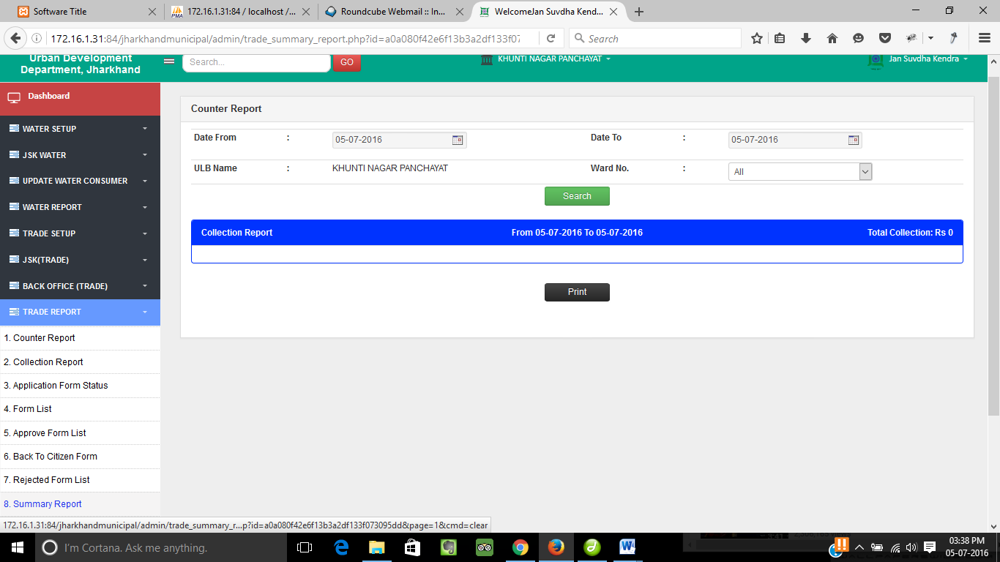 Software Title
172.16.1.31:84 / localhost /...
Roundcube Webmail :: In...
WelcomeJan Suvdha Kend...
172.16.1.31:84/jharkhandmunicipal/admin/trade_summary_report.php?id=a0a080f42e6f13b3a2df133f07
Search
Urban Development
Department, Jharkhand
Search...
GO
KHUNTI NAGAR PANCHAYAT
Jan Suvdha Kendra
Dashboard
WATER SETUP
JSK WATER
UPDATE WATER CONSUMER
WATER REPORT
TRADE SETUP
JSK(TRADE)
BACK OFFICE (TRADE)
TRADE REPORT
1. Counter Report
2. Collection Report
3. Application Form Status
4. Form List
5. Approve Form List
6. Back To Citizen Form
7. Rejected Form List
8. Summary Report
Counter Report
Date From : 05-07-2016 Date To : 05-07-2016
ULB Name : KHUNTI NAGAR PANCHAYAT Ward No. : All
Search
Collection Report From 05-07-2016 To 05-07-2016 Total Collection: Rs 0
Print
172.16.1.31:84/jharkhandmunicipal/admin/trade_summary_r...p?id=a0a080f42e6f13b3a2df133f073095dd&page=1&cmd=clear
I'm Cortana. Ask me anything.
03:38 PM
05-07-2016